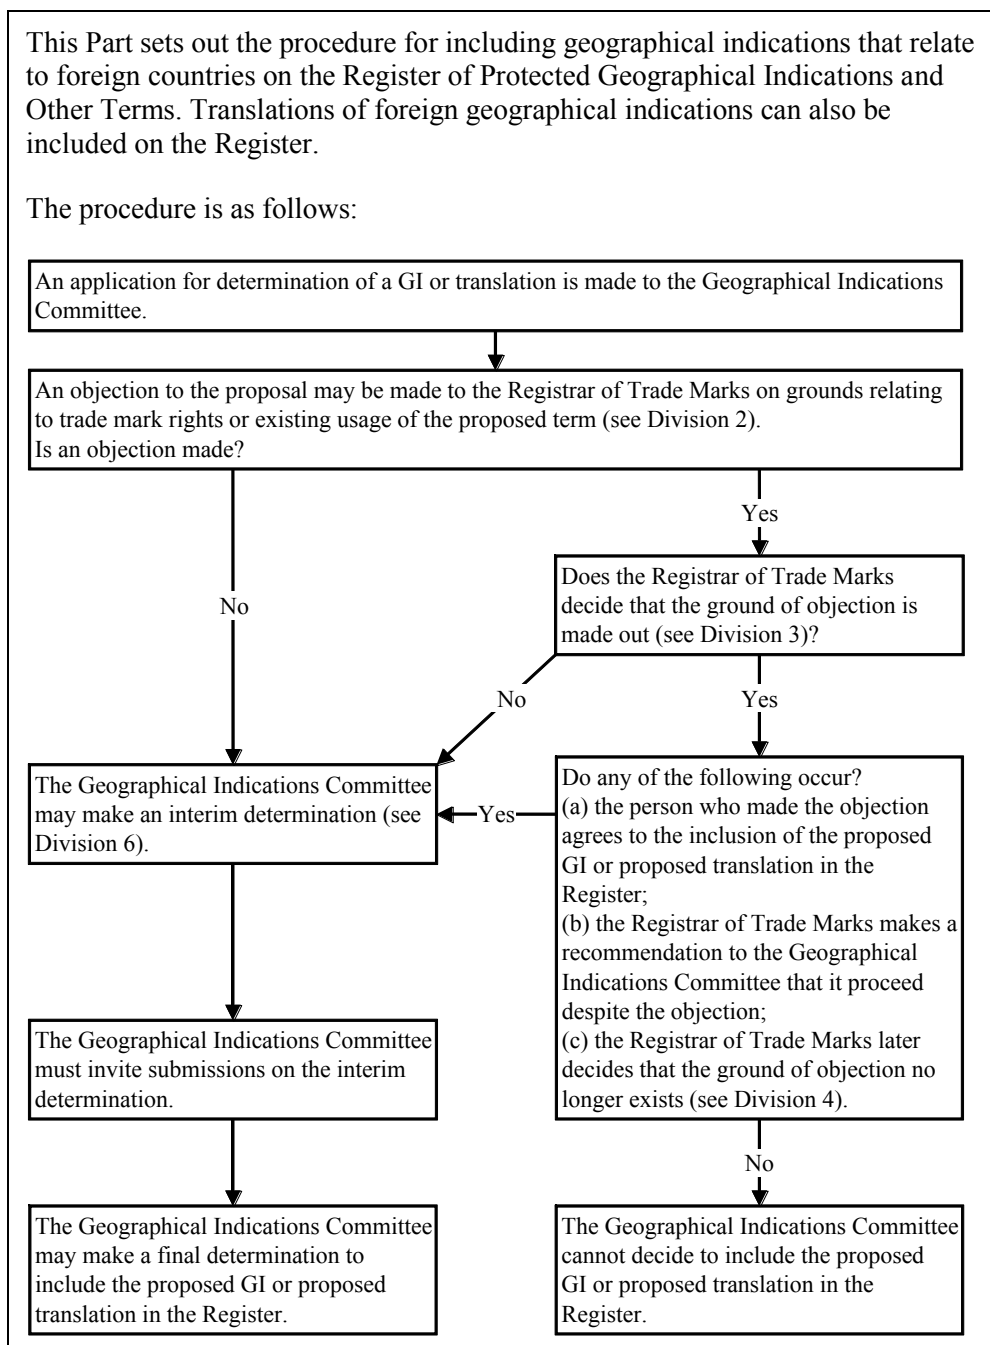 This Part sets out the procedure for including geographical indications that relate
to foreign countries on the Register of Protected Geographical Indications and
Other Terms. Translations of foreign geographical indications can also be
included on the Register.
The procedure is as follows:
An application for determination of a GI or translation is made to the Geographical Indications
Committee.
An objection to the proposal may be made to the Registrar of Trade Marks on grounds relating
to trade mark rights or existing usage of the proposed term (see Division 2).
Is an objection made?
Yes
Does the Registrar of Trade Marks
decide that the ground of objection is
made out (see Division 3)?
No
No
Yes
The Geographical Indications Committee
may make an interim determination (see
Division 6).
Yes
Do any of the following occur?
(a) the person who made the objection
agrees to the inclusion of the proposed
GI or proposed translation in the
Register;
(b) the Registrar of Trade Marks makes a
recommendation to the Geographical
Indications Committee that it proceed
despite the objection;
(c) the Registrar of Trade Marks later
decides that the ground of objection no
longer exists (see Division 4).
The Geographical Indications Committee
must invite submissions on the interim
determination.
No
The Geographical Indications Committee
may make a final determination to
include the proposed GI or proposed
translation in the Register.
The Geographical Indications Committee
cannot decide to include the proposed
GI or proposed translation in the
Register.